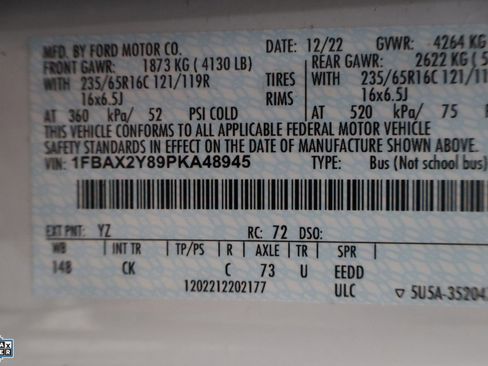 MFD. BY FORD MOTOR CO. DATE: 12/22 GVWR: 4264 KG
FRONT GAWR: 1873 KG ( 4130 LB) REAR GAWR: 2622 KG ( 5
WITH 235/65R16C 121/119R TIRES WITH 235/65R16C 121/119
16x6.5J RIMS 16x6.5J
AT 360 kPa/ 52 PSI COLD AT 520 kPa/ 75 P
THIS VEHICLE CONFORMS TO ALL APPLICABLE FEDERAL MOTOR VEHICLE
SAFETY STANDARDS IN EFFECT ON THE DATE OF MANUFACTURE SHOWN ABOVE.
VIN: 1FBAX2Y89PKA48945 TYPE: Bus (Not school bus)
EXT PNT: YZ RC: 72 DSO:
WB INT TR TP/PS R AXLE TR SPR
148 CK C 73 U EEDD
1202212202177 ULC ▽ 5U5A-35204